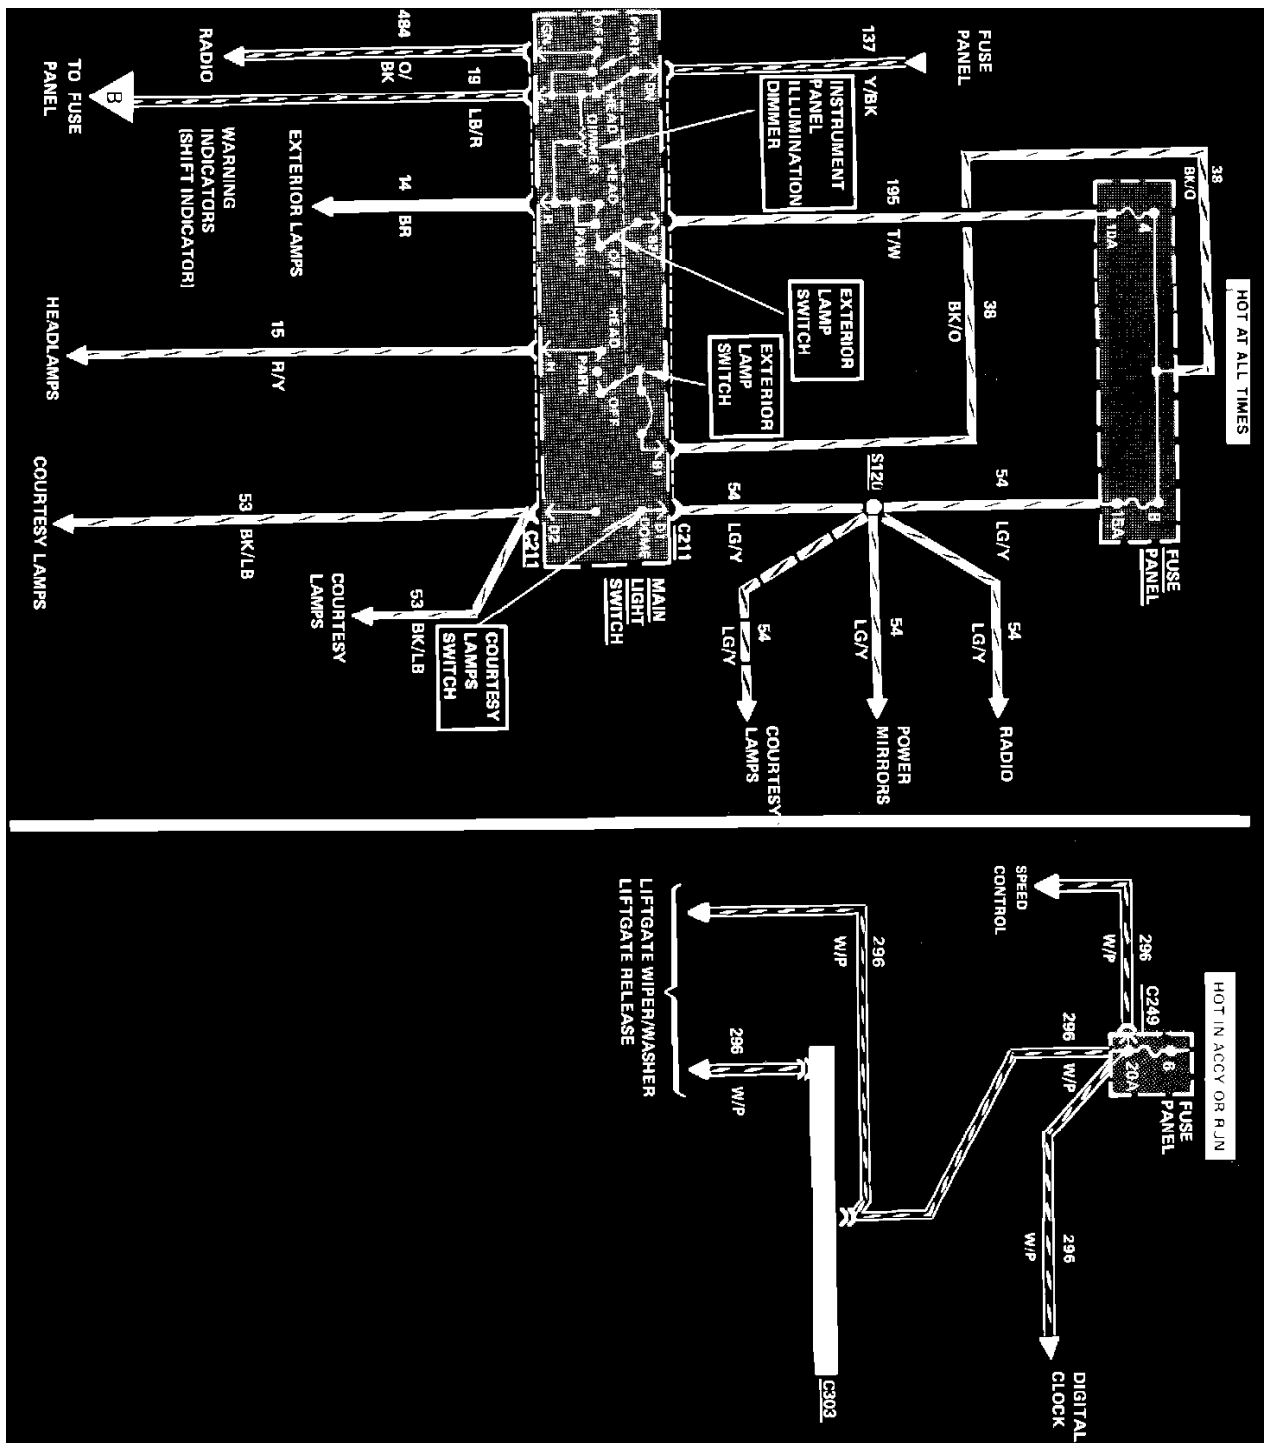 HOT AT ALL TIMES
38
BK/O
FUSE
PANEL
4
10A
8
15A
FUSE
PANEL
137
Y/BK
INSTRUMENT
PANEL
ILLUMINATION
DIMMER
195
T/W
38
BK/O
EXTERIOR
LAMP
SWITCH
EXTERIOR
LAMP
SWITCH
S120
54
LG/Y
54
LG/Y
54
LG/Y
RADIO
54
LG/Y
POWER
MIRRORS
54
LG/Y
COURTESY
LAMPS
C211
PARK
OFF
HEAD
DIMMER
HEAD
PARK
OFF
HEAD
PARK
OFF
B1
DOME
D2
C211
MAIN
LIGHT
SWITCH
484
O/
BK
RADIO
19
LB/R
B
TO FUSE
PANEL
WARNING
INDICATORS
(SHIFT INDICATOR)
14
BR
EXTERIOR LAMPS
15
R/Y
HEADLAMPS
53
BK/LB
COURTESY LAMPS
53
BK/LB
COURTESY
LAMPS
COURTESY
LAMPS
SWITCH
HOT IN ACCY OR RUN
FUSE
PANEL
20A
C249
296
W/P
SPEED
CONTROL
296
W/P
296
W/P
DIGITAL
CLOCK
296
W/P
C303
296
W/P
LIFTGATE WIPER/WASHER
LIFTGATE RELEASE